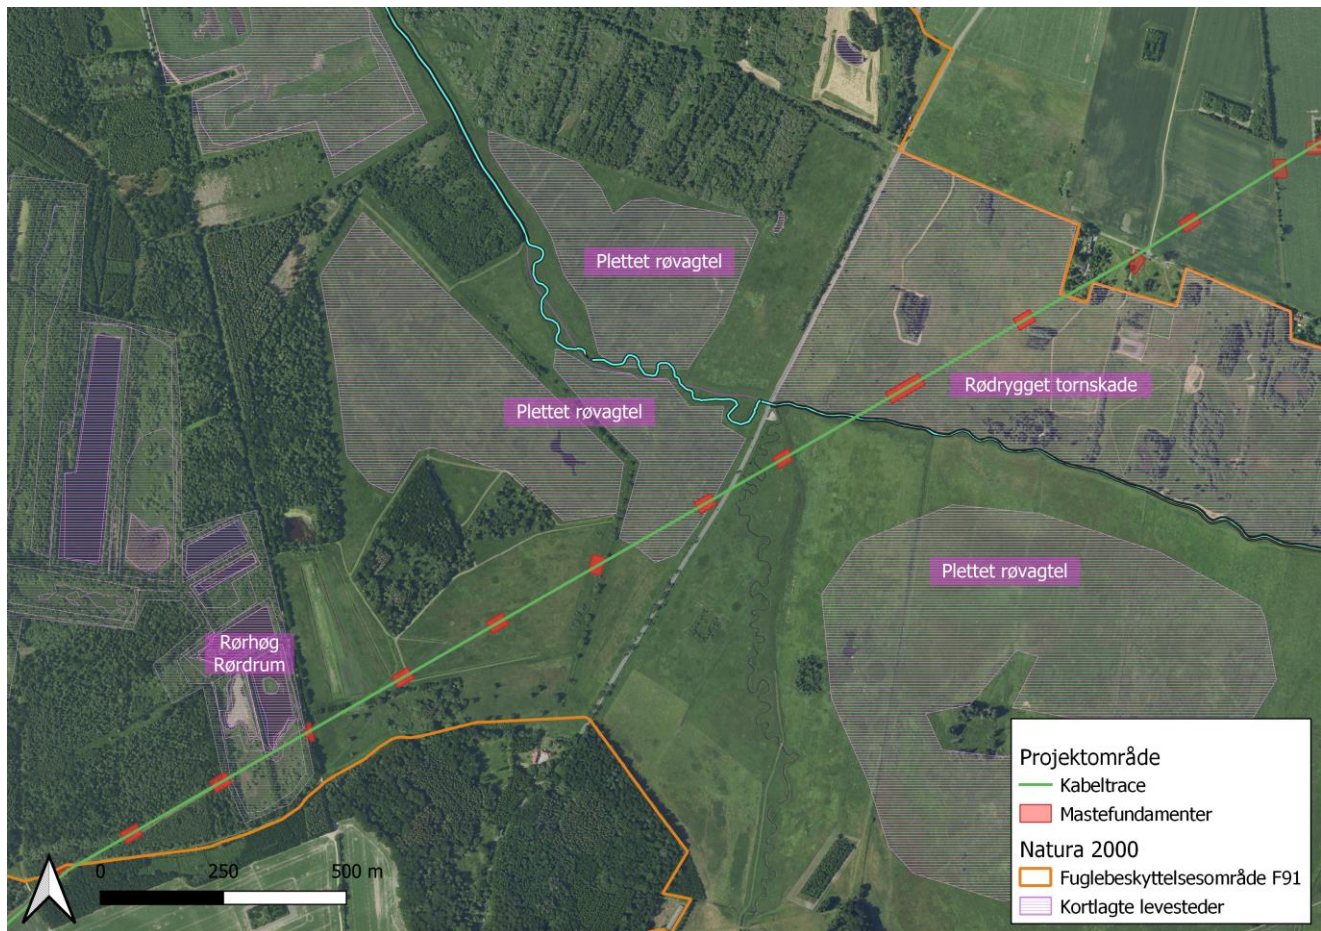 Plettet røvagtel
Rødrygget tornskade
Plettet røvagtel
Plettet røvagtel
Rørhøg
Rørdrum
Projektområde
Kabeltrace
Mastefundamenter
Natura 2000
Fuglebeskyttelsesområde F91
Kortlagte levesteder
0 250 500 m